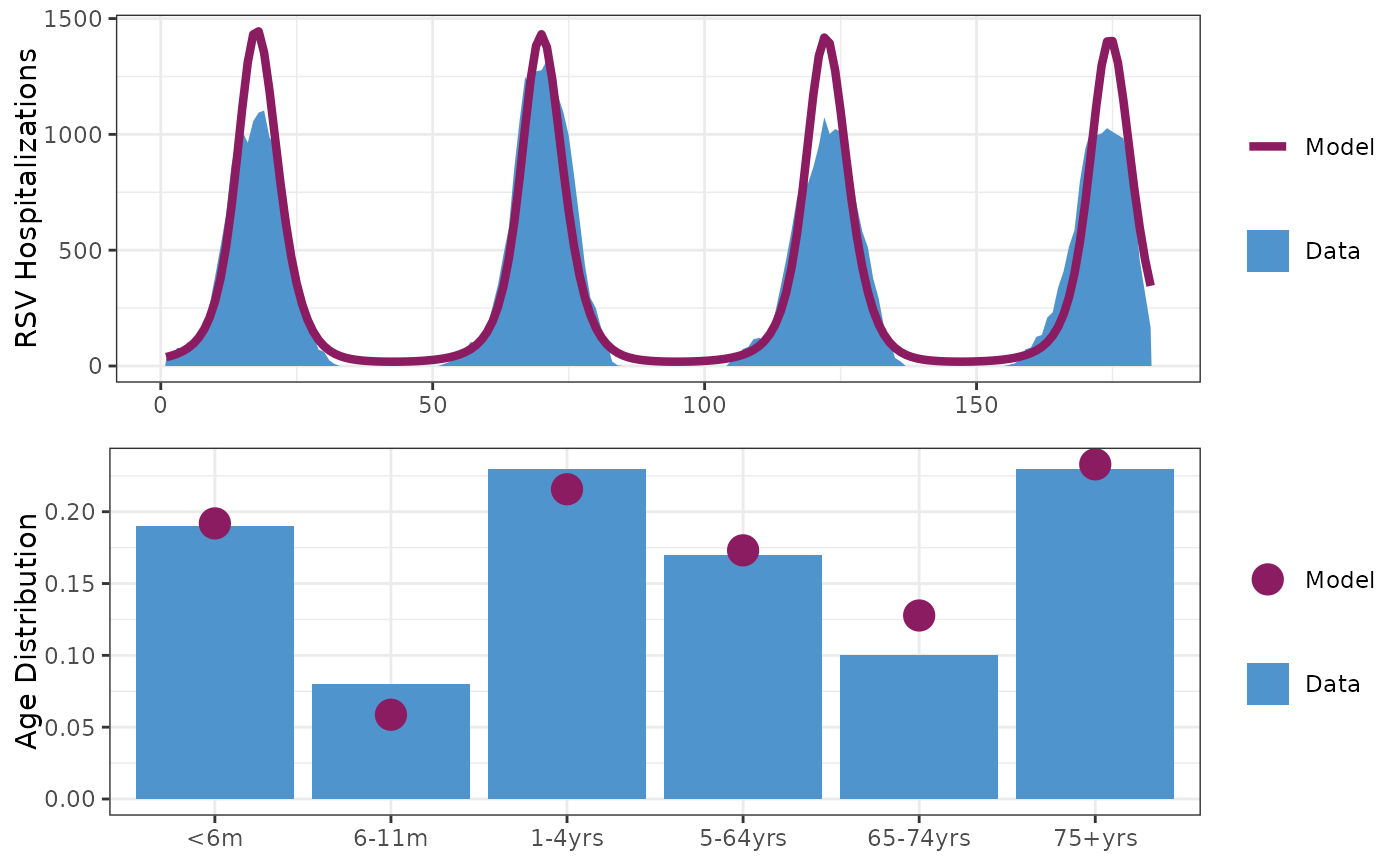 RSV Hospitalizations
1500
1000
500
0
0 50 100 150
Model
Data
Age Distribution
0.20
0.15
0.10
0.05
0.00
<6m 6-11m 1-4yrs 5-64yrs 65-74yrs 75+yrs
Model
Data